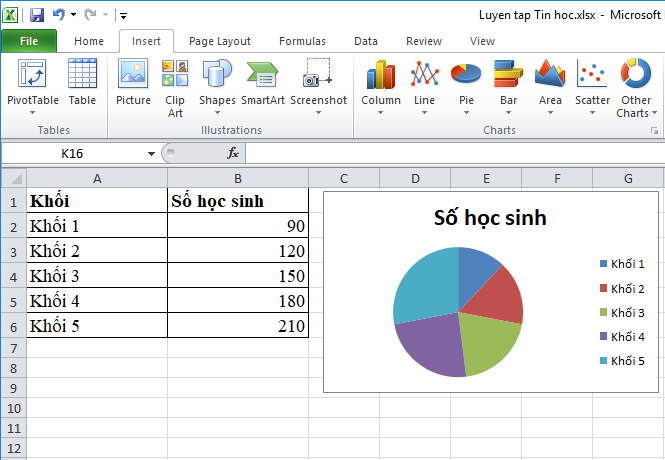 Luyen tap Tin hoc.xlsx - Microsoft
File Home Insert Page Layout Formulas Data Review View
PivotTable Table Picture Clip Art Shapes SmartArt Screenshot Column Line Pie Bar Area Scatter Other Charts
Tables Illustrations Charts
K16 fx
A B C D E F G
1 Khối Số học sinh
2 Khối 1 90
3 Khối 2 120
4 Khối 3 150
5 Khối 4 180
6 Khối 5 210
7
8
9
10
11
12
Số học sinh
Khối 1
Khối 2
Khối 3
Khối 4
Khối 5